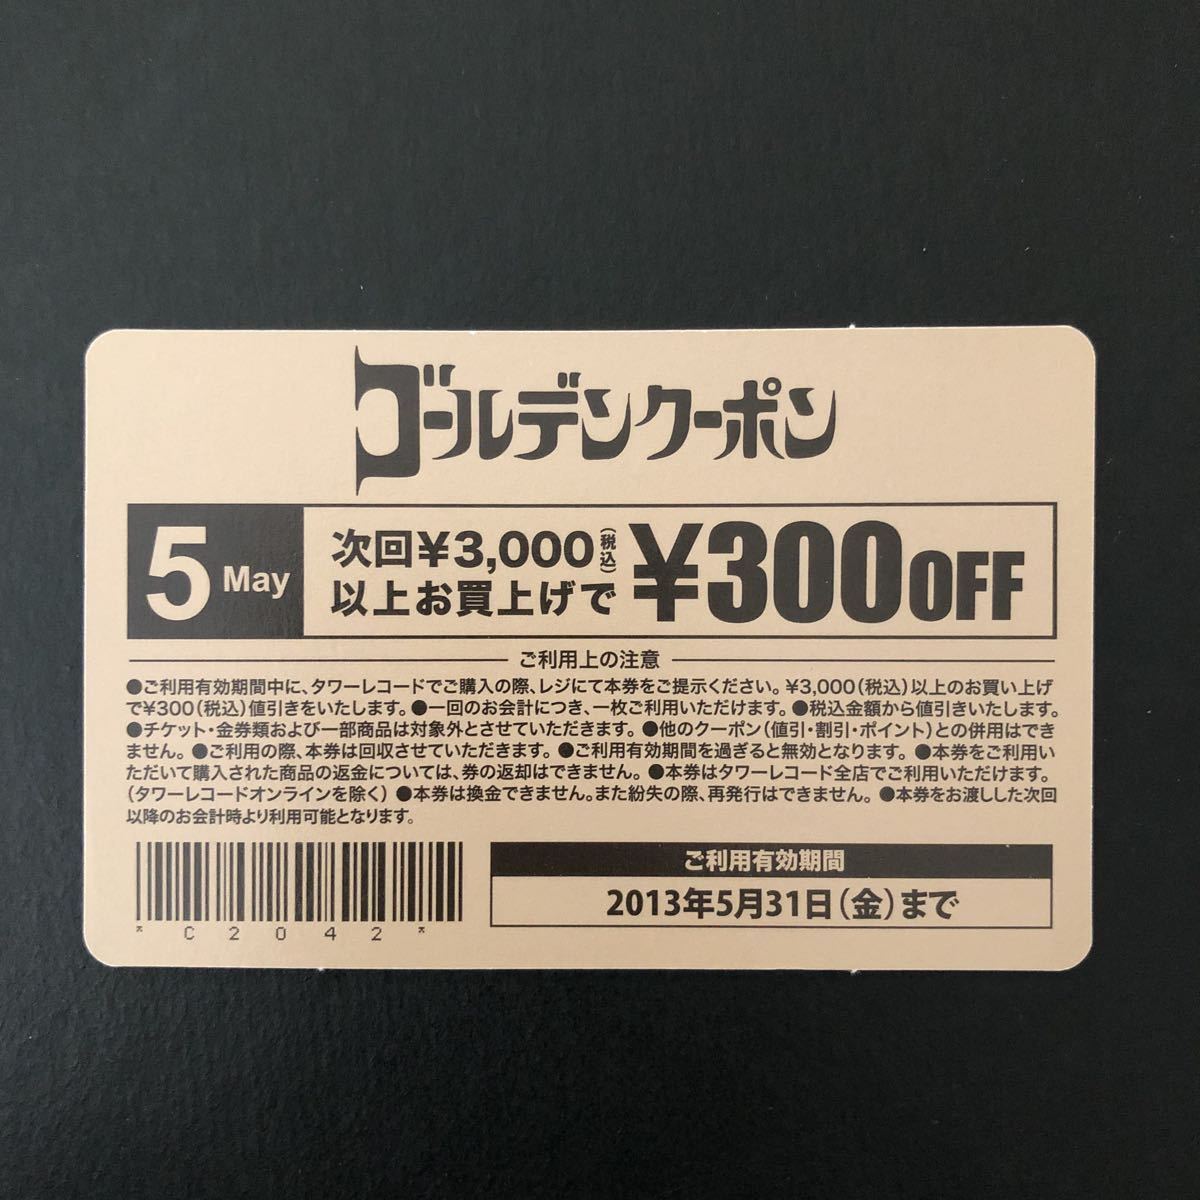 ゴールデンクーポン
5 May
次回¥3,000(税込)
以上お買上げで
¥300OFF
ご利用上の注意
●ご利用有効期間中に、タワーレコードでご購入の際、レジにて本券をご提示ください。¥3,000(税込)以上のお買い上げ
で¥300(税込)値引きをいたします。●一回のお会計につき、一枚ご利用いただけます。●税込金額から値引きいたします。
●チケット・金券類および一部商品は対象外とさせていただきます。●他のクーポン(値引・割引・ポイント)との併用はでき
ません。●ご利用の際、本券は回収させていただきます。●ご利用有効期間を過ぎると無効となります。●本券をご利用い
ただいて購入された商品の返金については、券の返却はできません。●本券はタワーレコード全店でご利用いただけます。
(タワーレコードオンラインを除く)●本券は換金できません。また紛失の際、再発行はできません。●本券をお渡しした次回
以降のお会計時より利用可能となります。
*C2042*
ご利用有効期間
2013年5月31日(金)まで